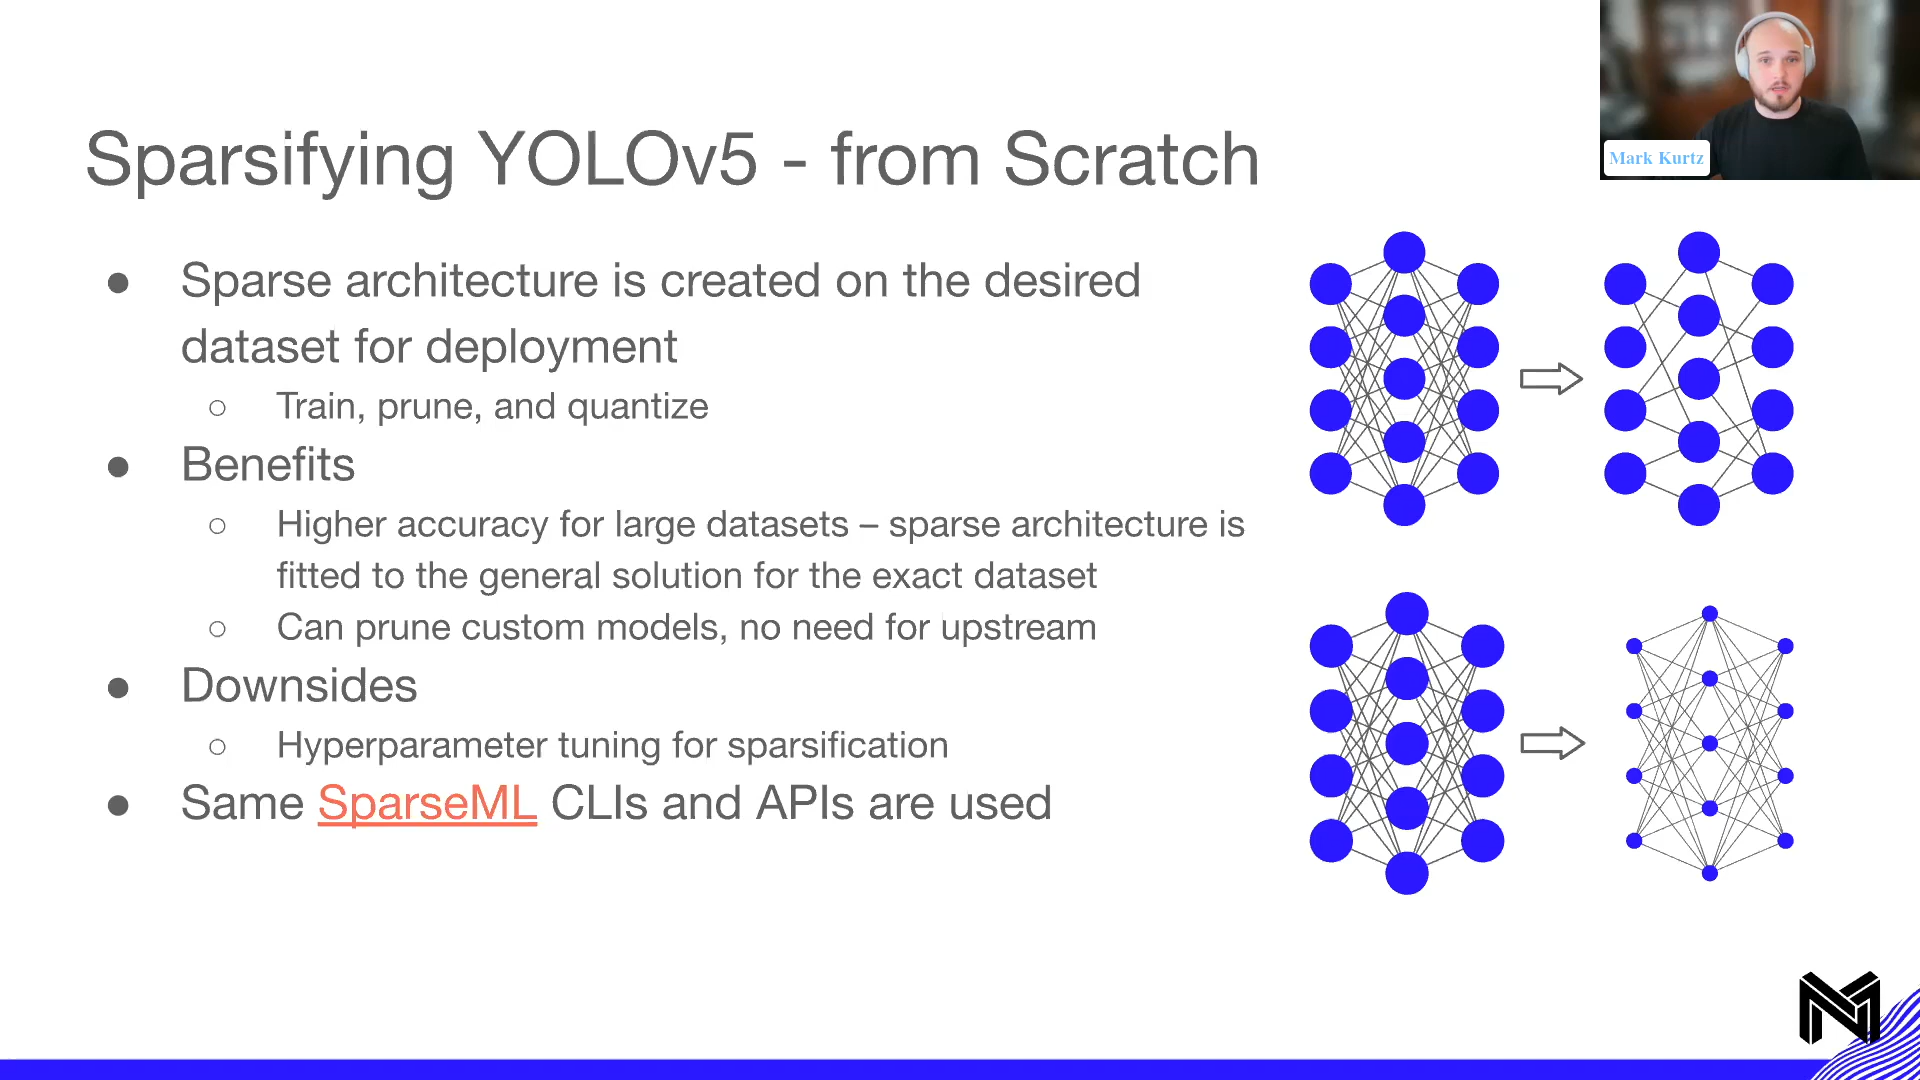 Mark Kurtz
Sparsifying YOLOv5 - from Scratch
● Sparse architecture is created on the desired
dataset for deployment
○ Train, prune, and quantize
● Benefits
○ Higher accuracy for large datasets – sparse architecture is
fitted to the general solution for the exact dataset
○ Can prune custom models, no need for upstream
● Downsides
○ Hyperparameter tuning for sparsification
● Same SparseML CLIs and APIs are used